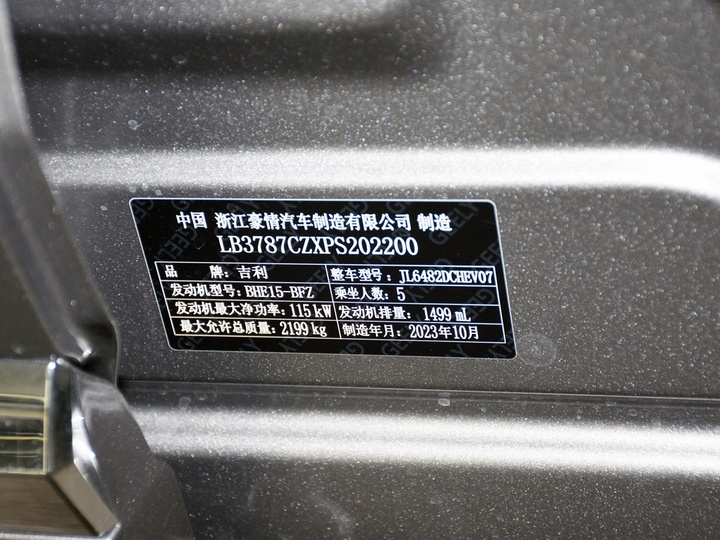 中国 浙江豪情汽车制造有限公司 制造
LB3787CZXPS202200
品 牌：吉利 整车型号：JL6482DCHEV07
发动机型号：BHE15-BFZ 乘坐人数：5
发动机最大净功率：115 kW 发动机排量：1499 mL
最大允许总质量：2199 kg 制造年月：2023年10月